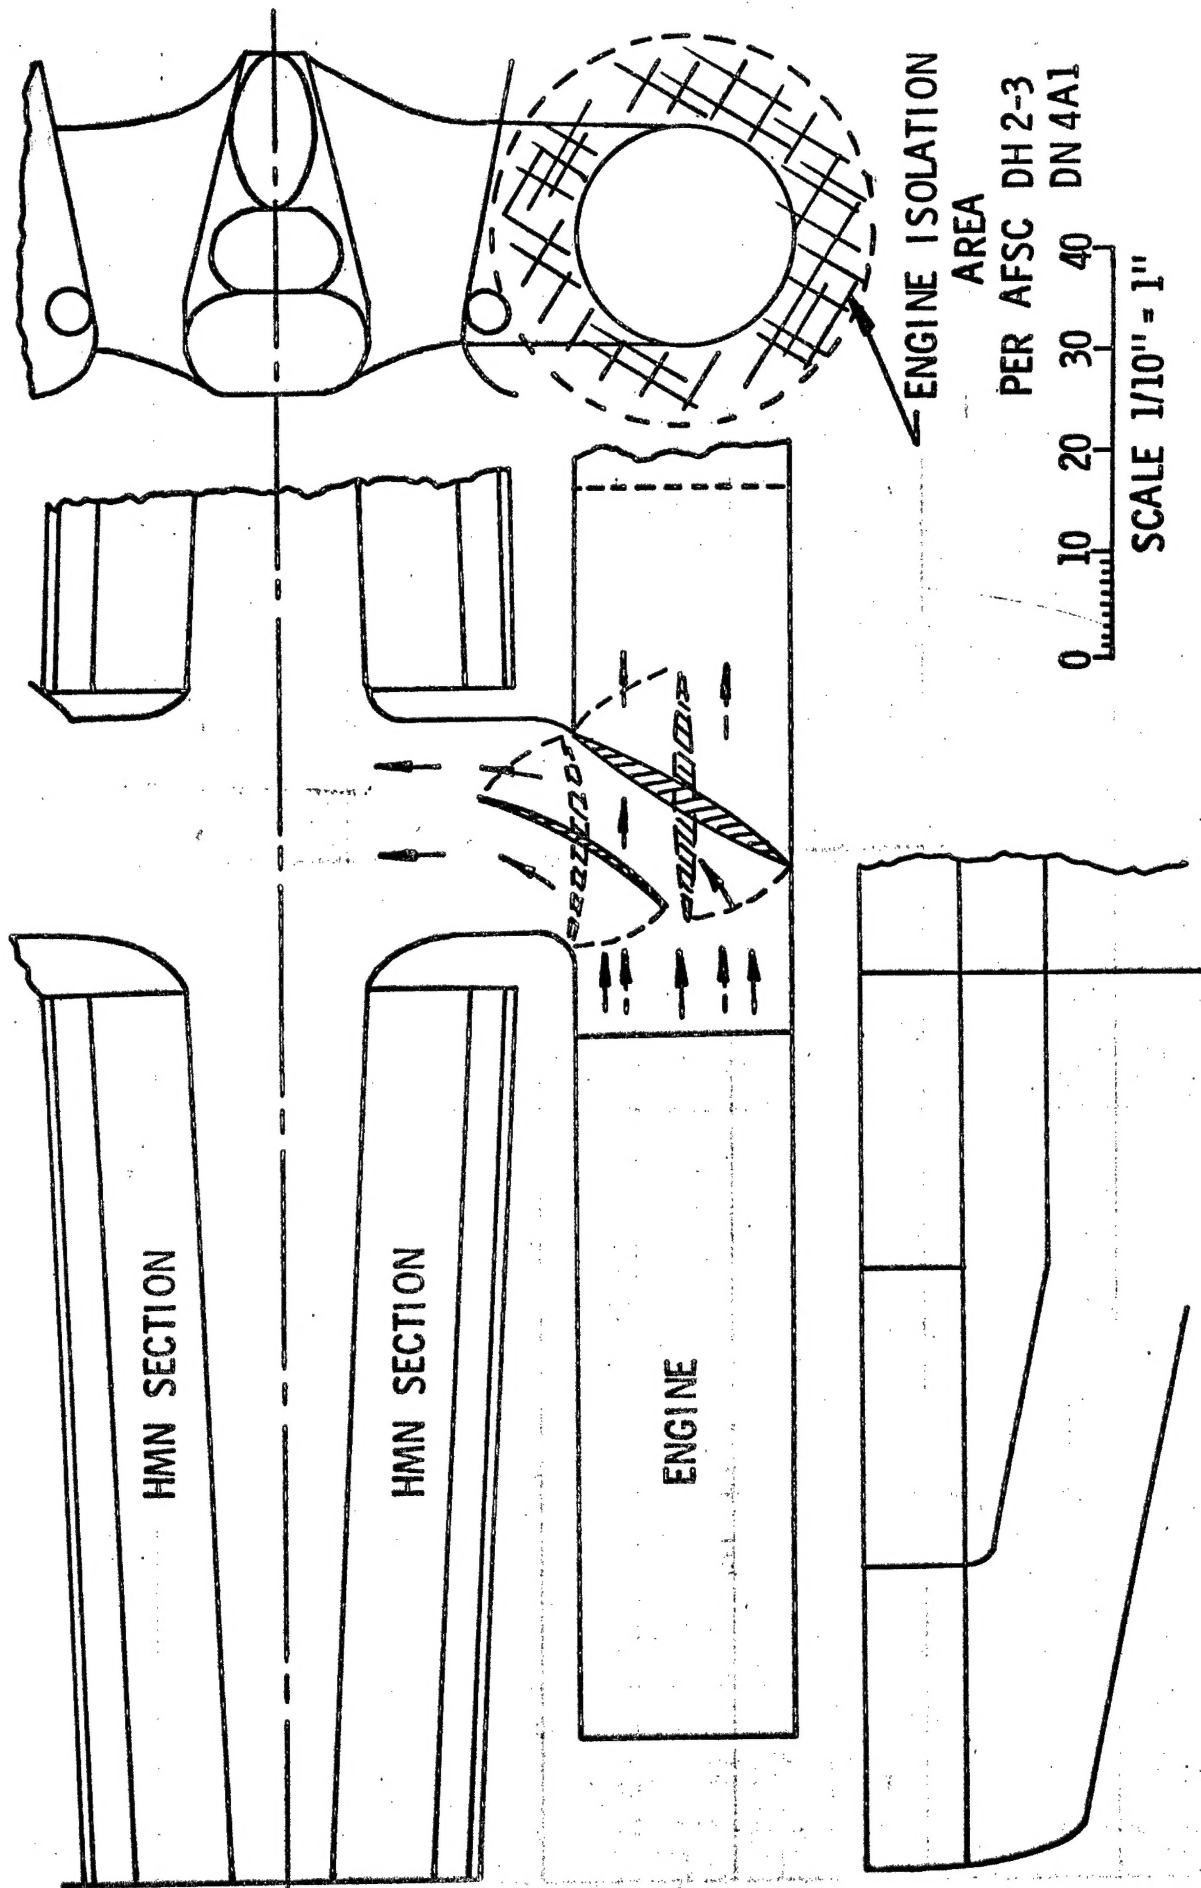 HMN SECTION
HMN SECTION
ENGINE
ENGINE ISOLATION
AREA
PER AFSC DH 2-3
DN 4A1
0 10 20 30 40
SCALE 1/10" = 1"